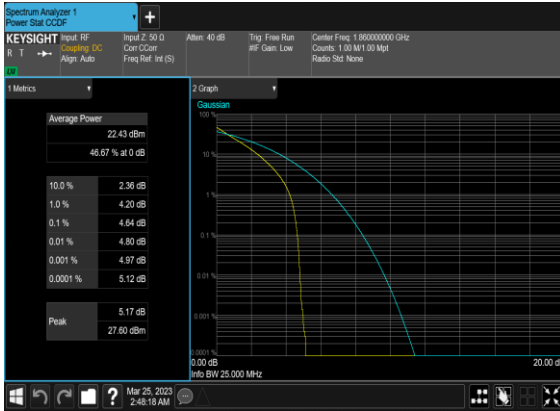 Spectrum Analyzer 1
Power Stat CCDF
+
KEYSIGHT
R T
LXI
Input: RF
Coupling: DC
Align: Auto
Input Z: 50 Ω
Corr CCorr
Freq Ref: Int (S)
Atten: 40 dB
Trig: Free Run
#IF Gain: Low
Center Freq: 1.860000000 GHz
Counts: 1.00 M/1.00 Mpt
Radio Std: None
1 Metrics
Average Power
22.43 dBm
46.67 % at 0 dB
10.0 % 2.36 dB
1.0 % 4.20 dB
0.1 % 4.64 dB
0.01 % 4.80 dB
0.001 % 4.97 dB
0.0001 % 5.12 dB
Peak
5.17 dB
27.60 dBm
2 Graph
Gaussian
100 %
10 %
1 %
0.1 %
0.01 %
0.001 %
0.0001 %
0.00 dB
20.00 d
Info BW 25.000 MHz
?
Mar 25, 2023
2:48:18 AM